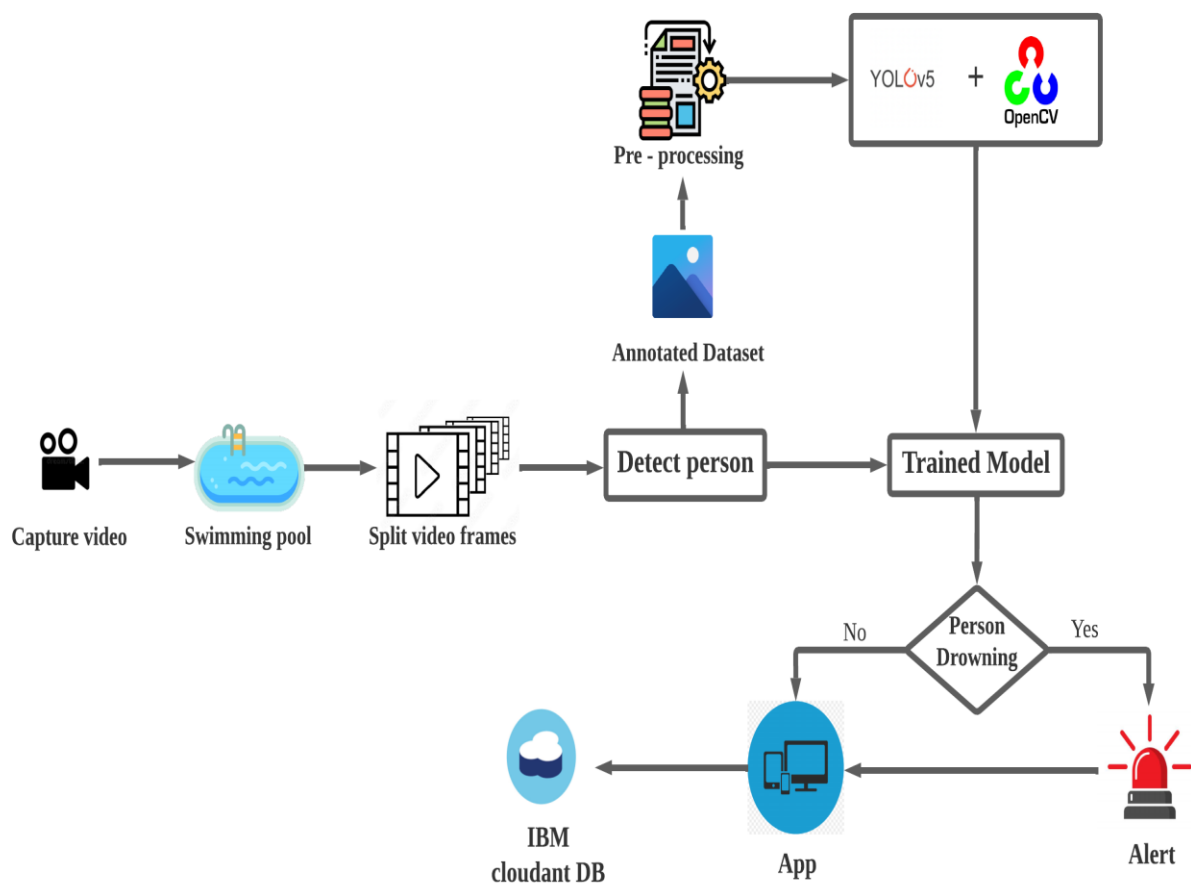 YOLOv5
+
OpenCV
Pre - processing
Annotated Dataset
Detect person
Trained Model
Capture video
Swimming pool
Split video frames
No
Person
Drowning
Yes
IBM
cloudant DB
App
Alert